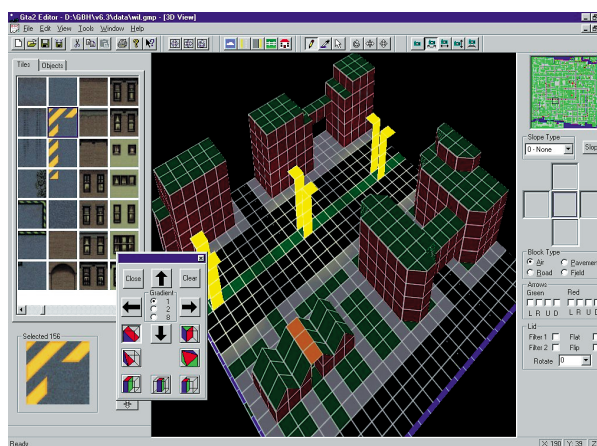 Gta2 Editor - D:\GBH\v6.3\data\wil.gmp - [3D View]
File Edit View Tools Window Help
Tiles Objects
Slope Type
0 - None
Slop
Block Type
Air Pavement
Road Field
Arrows
Green Red
L R U D L R U D
Lid
Filter 1 Flat
Filter 2 Flip
Rotate 0
Close Clear
Gradient
1
2
8
Selected 156
Ready
X: 190 Y: 39 Z